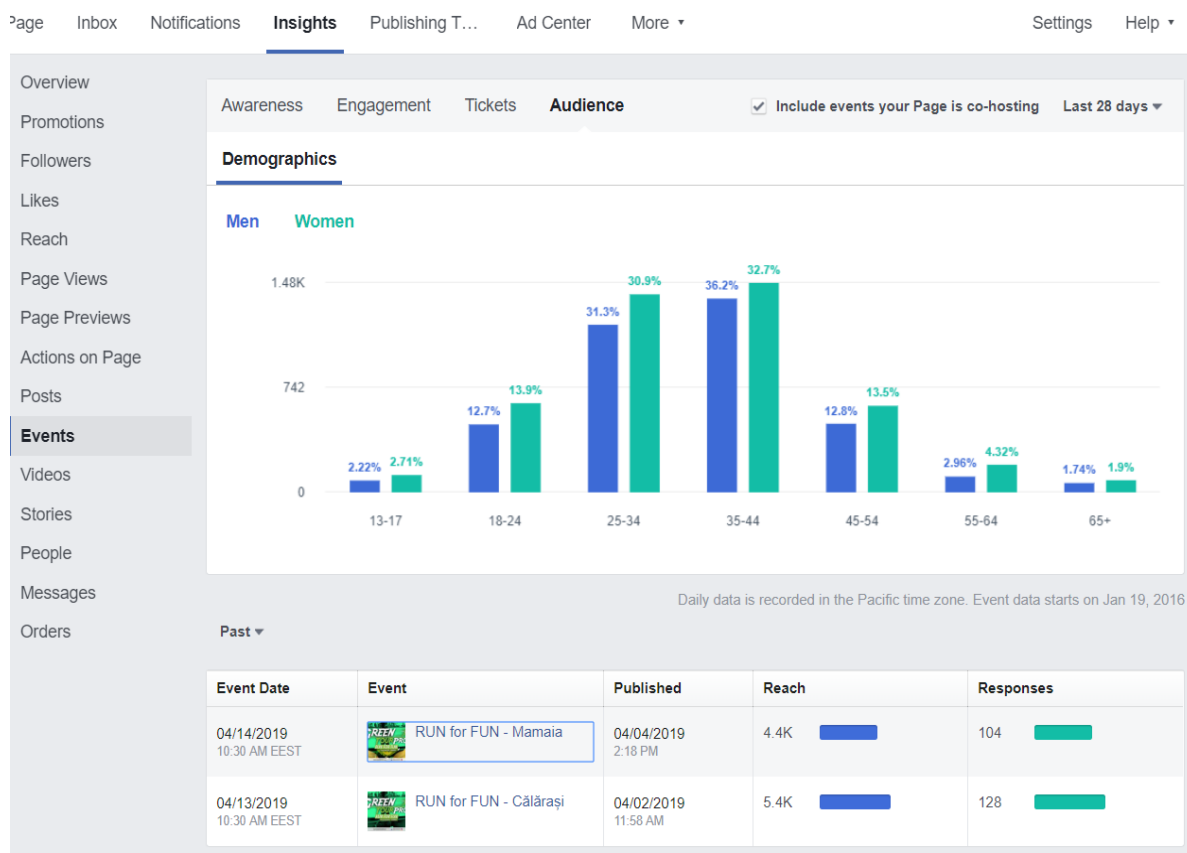 Page Inbox Notifications Insights Publishing T… Ad Center More Settings Help
Overview
Promotions
Followers
Likes
Reach
Page Views
Page Previews
Actions on Page
Posts
Events
Videos
Stories
People
Messages
Orders
Awareness Engagement Tickets Audience Include events your Page is co-hosting Last 28 days
Demographics
Men Women
1.48K
742
0
2.22% 2.71%
12.7% 13.9%
31.3% 30.9%
36.2% 32.7%
12.8% 13.5%
2.96% 4.32%
1.74% 1.9%
13-17 18-24 25-34 35-44 45-54 55-64 65+
Daily data is recorded in the Pacific time zone. Event data starts on Jan 19, 2016
Past
Event Date Event Published Reach Responses
04/14/2019 RUN for FUN - Mamaia 04/04/2019 4.4K 104
10:30 AM EEST 2:18 PM
04/13/2019 RUN for FUN - Călărași 04/02/2019 5.4K 128
10:30 AM EEST 11:58 AM